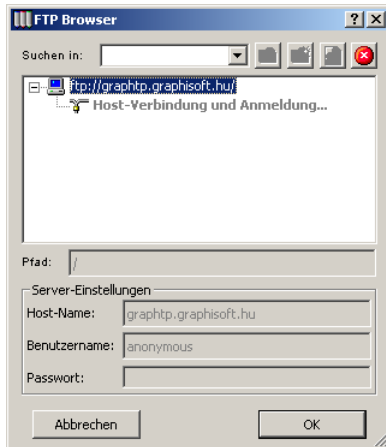 FTP Browser
Suchen in:
ftp://graphtp.graphisoft.hu/
Host-Verbindung und Anmeldung...
Pfad: /
Server-Einstellungen
Host-Name: graphtp.graphisoft.hu
Benutzername: anonymous
Passwort:
Abbrechen OK